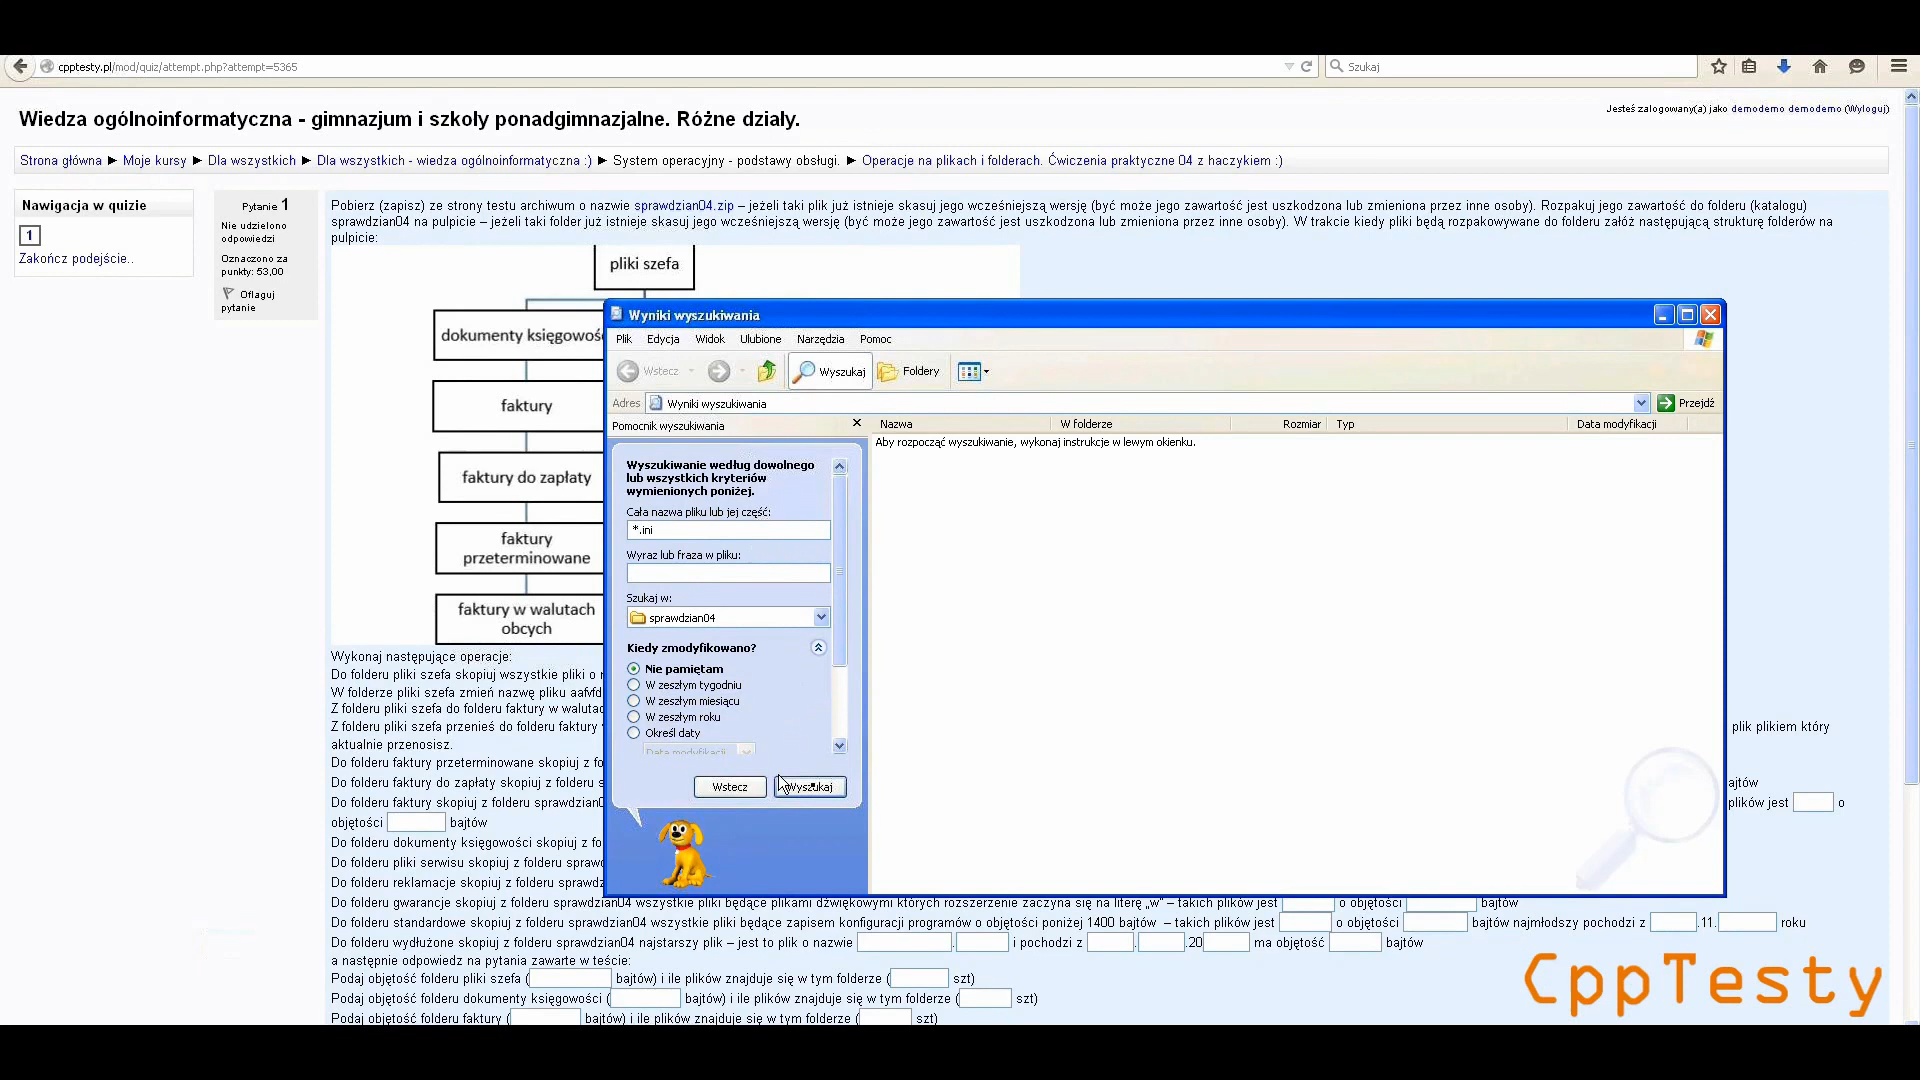 cpptesty.pl/mod/quiz/attempt.php?attempt=5365
Szukaj
Wiedza ogólnoinformatyczna - gimnazjum i szkoly ponadgimnazjalne. Różne dzialy.
Jesteś zalogowany(a) jako demodemo demodemo (Wyloguj)
Strona główna ► Moje kursy ► Dla wszystkich ► Dla wszystkich - wiedza ogólnoinformatyczna :) ► System operacyjny - podstawy obsługi. ► Operacje na plikach i folderach. Ćwiczenia praktyczne 04 z haczykiem :)
Nawigacja w quizie
1
Zakończ podejście..
Pytanie 1
Nie udzielono
odpowiedzi
Oznaczono za
punkty: 53,00
Oflaguj
pytanie
Pobierz (zapisz) ze strony testu archiwum o nazwie sprawdzian04.zip – jeżeli taki plik już istnieje skasuj jego wcześniejszą wersję (być może jego zawartość jest uszkodzona lub zmieniona przez inne osoby). Rozpakuj jego zawartość do folderu (katalogu)
sprawdzian04 na pulpicie – jeżeli taki folder już istnieje skasuj jego wcześniejszą wersję (być może jego zawartość jest uszkodzona lub zmieniona przez inne osoby). W trakcie kiedy pliki będą rozpakowywane do folderu załóż następującą strukturę folderów na
pulpicie:
pliki szefa
dokumenty księgowoś
faktury
faktury do zapłaty
faktury
przeterminowane
faktury w walutach
obcych
Wyniki wyszukiwania
Plik Edycja Widok Ulubione Narzędzia Pomoc
Wstecz Wyszukaj Foldery
Adres Wyniki wyszukiwania Przejdź
Pomocnik wyszukiwania
Nazwa W folderze Rozmiar Typ Data modyfikacji
Aby rozpocząć wyszukiwanie, wykonaj instrukcje w lewym okienku.
Wyszukiwanie według dowolnego
lub wszystkich kryteriów
wymienionych poniżej.
Cała nazwa pliku lub jej część:
*.ini
Wyraz lub fraza w pliku:
Szukaj w:
sprawdzian04
Kiedy zmodyfikowano?
Nie pamiętam
W zeszłym tygodniu
W zeszłym miesiącu
W zeszłym roku
Określ daty
Data modyfikacji
Wstecz Wyszukaj
Wykonaj następujące operacje:
Do folderu pliki szefa skopiuj wszystkie pliki o
W folderze pliki szefa zmień nazwę pliku
Z folderu pliki szefa do folderu faktury w walutac
Z folderu pliki szefa przenieś do folderu faktury plik plikiem który
aktualnie przenosisz.
Do folderu faktury przeterminowane skopiuj z fo
Do folderu faktury do zapłaty skopiuj z folderu s ajtów
Do folderu faktury skopiuj z folderu sprawdzian0 plików jest o
objętości bajtów
Do folderu dokumenty księgowości skopiuj z fo
Do folderu pliki serwisu skopiuj z folderu sprawd
Do folderu reklamacje skopiuj z folderu sprawdz
Do folderu gwarancje skopiuj z folderu sprawdzian04 wszystkie pliki będące plikami dźwiękowymi których rozszerzenie zaczyna się na literę „w” – takich plików jest o objętości bajtów
Do folderu standardowe skopiuj z folderu sprawdzian04 wszystkie pliki będące zapisem konfiguracji programów o objętości poniżej 1400 bajtów – takich plików jest o objętości bajtów najmłodszy pochodzi z .11. roku
Do folderu wydłużone skopiuj z folderu sprawdzian04 najstarszy plik – jest to plik o nazwie . i pochodzi z . .20 ma objętość bajtów
a następnie odpowiedz na pytania zawarte w teście:
Podaj objętość folderu pliki szefa ( bajtów) i ile plików znajduje się w tym folderze ( szt)
Podaj objętość folderu dokumenty księgowości ( bajtów) i ile plików znajduje się w tym folderze ( szt)
Podaj objętość folderu faktury ( bajtów) i ile plików znajduje się w tym folderze ( szt)
CppTesty